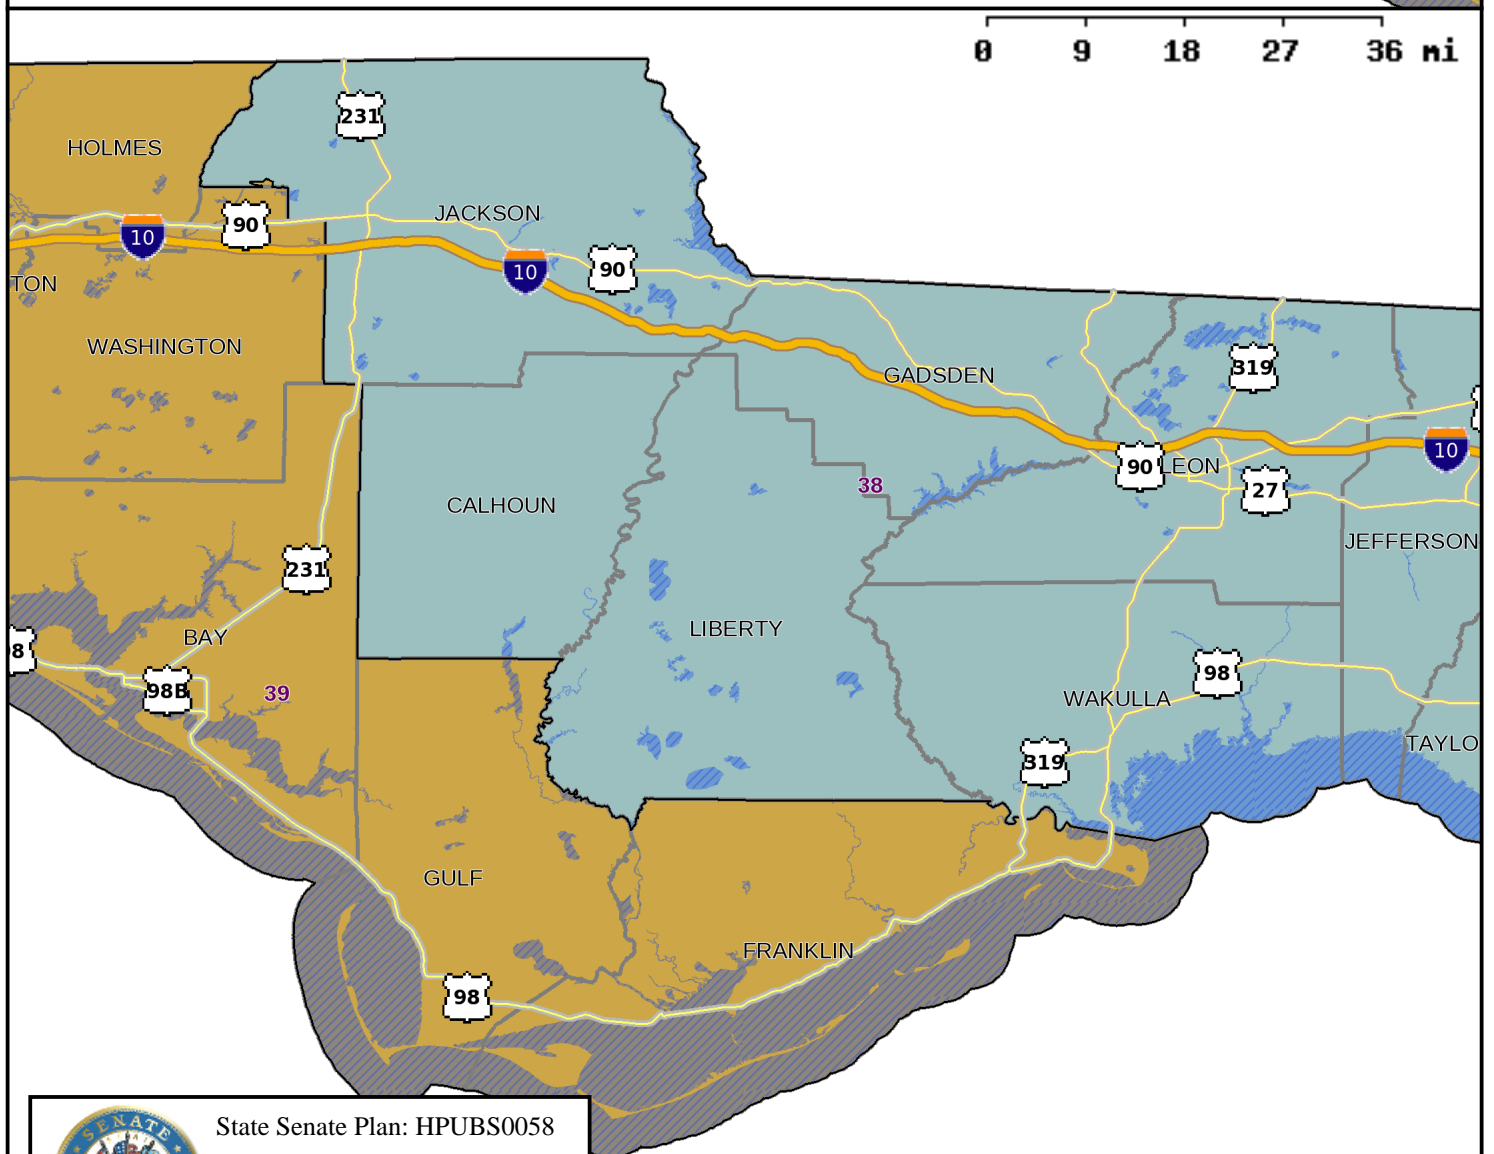 0 9 18 27 36 mi
231
HOLMES
JACKSON
90
10
10
90
TON
WASHINGTON
319
GADSDEN
90
LEON
10
38
27
CALHOUN
JEFFERSON
231
LIBERTY
BAY
98
98B
39
98
WAKULLA
TAYLO
319
GULF
FRANKLIN
98
State Senate Plan: HPUBS0058
SENATE